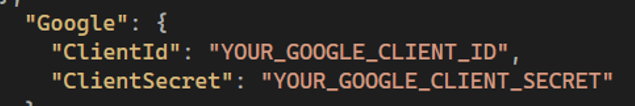 "Google": {
"ClientId": "YOUR_GOOGLE_CLIENT_ID",
"ClientSecret": "YOUR_GOOGLE_CLIENT_SECRET"